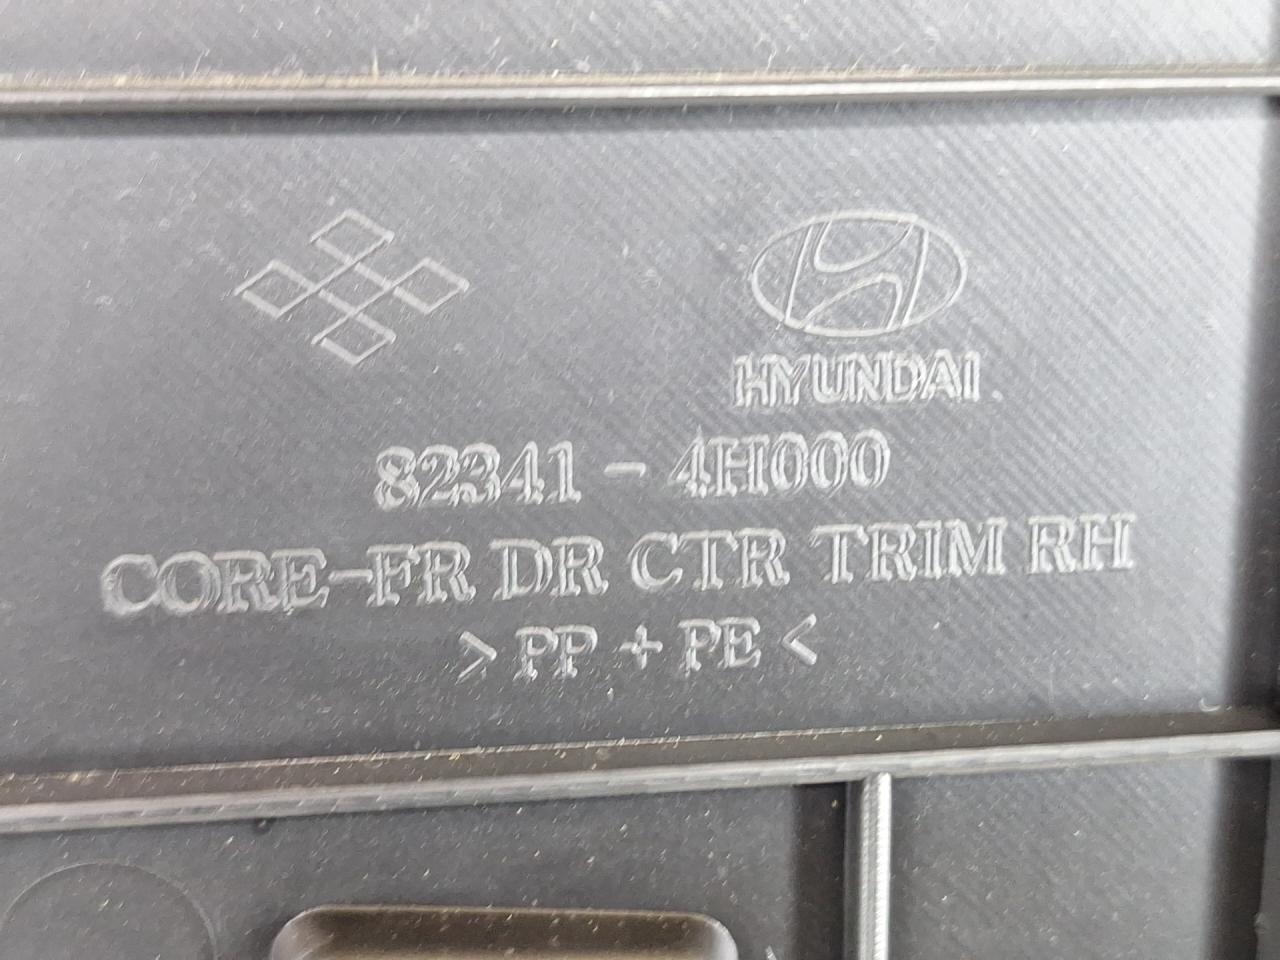 HYUNDAI
82341-4H000
CORE-FR DR CTR TRIM RH
>PP + PE<